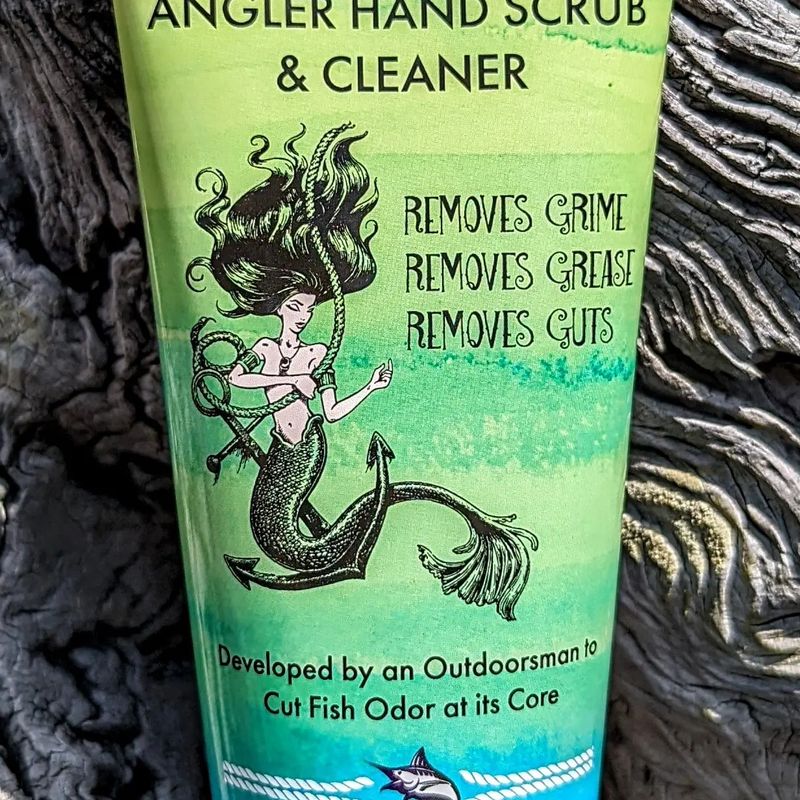 ANGLER HAND SCRUB
& CLEANER
REMOVES GRIME
REMOVES GREASE
REMOVES GUTS
Developed by an Outdoorsman to
Cut Fish Odor at its Core